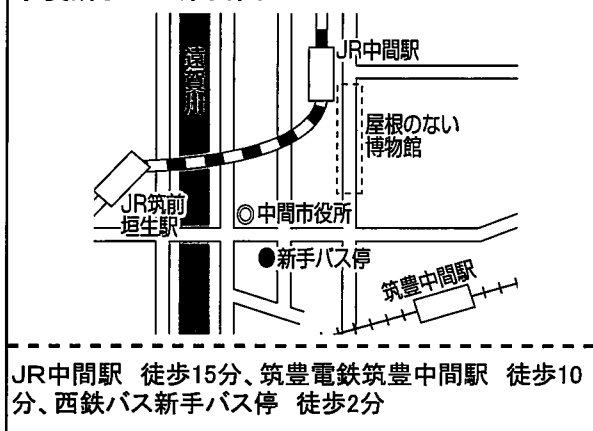 JR中間駅
遠賀川
屋根のない
博物館
JR筑前
垣生駅
◎中間市役所
●新手バス停
筑豊中間駅
JR中間駅 徒歩15分、筑豊電鉄筑豊中間駅 徒歩10
分、西鉄バス新手バス停 徒歩2分